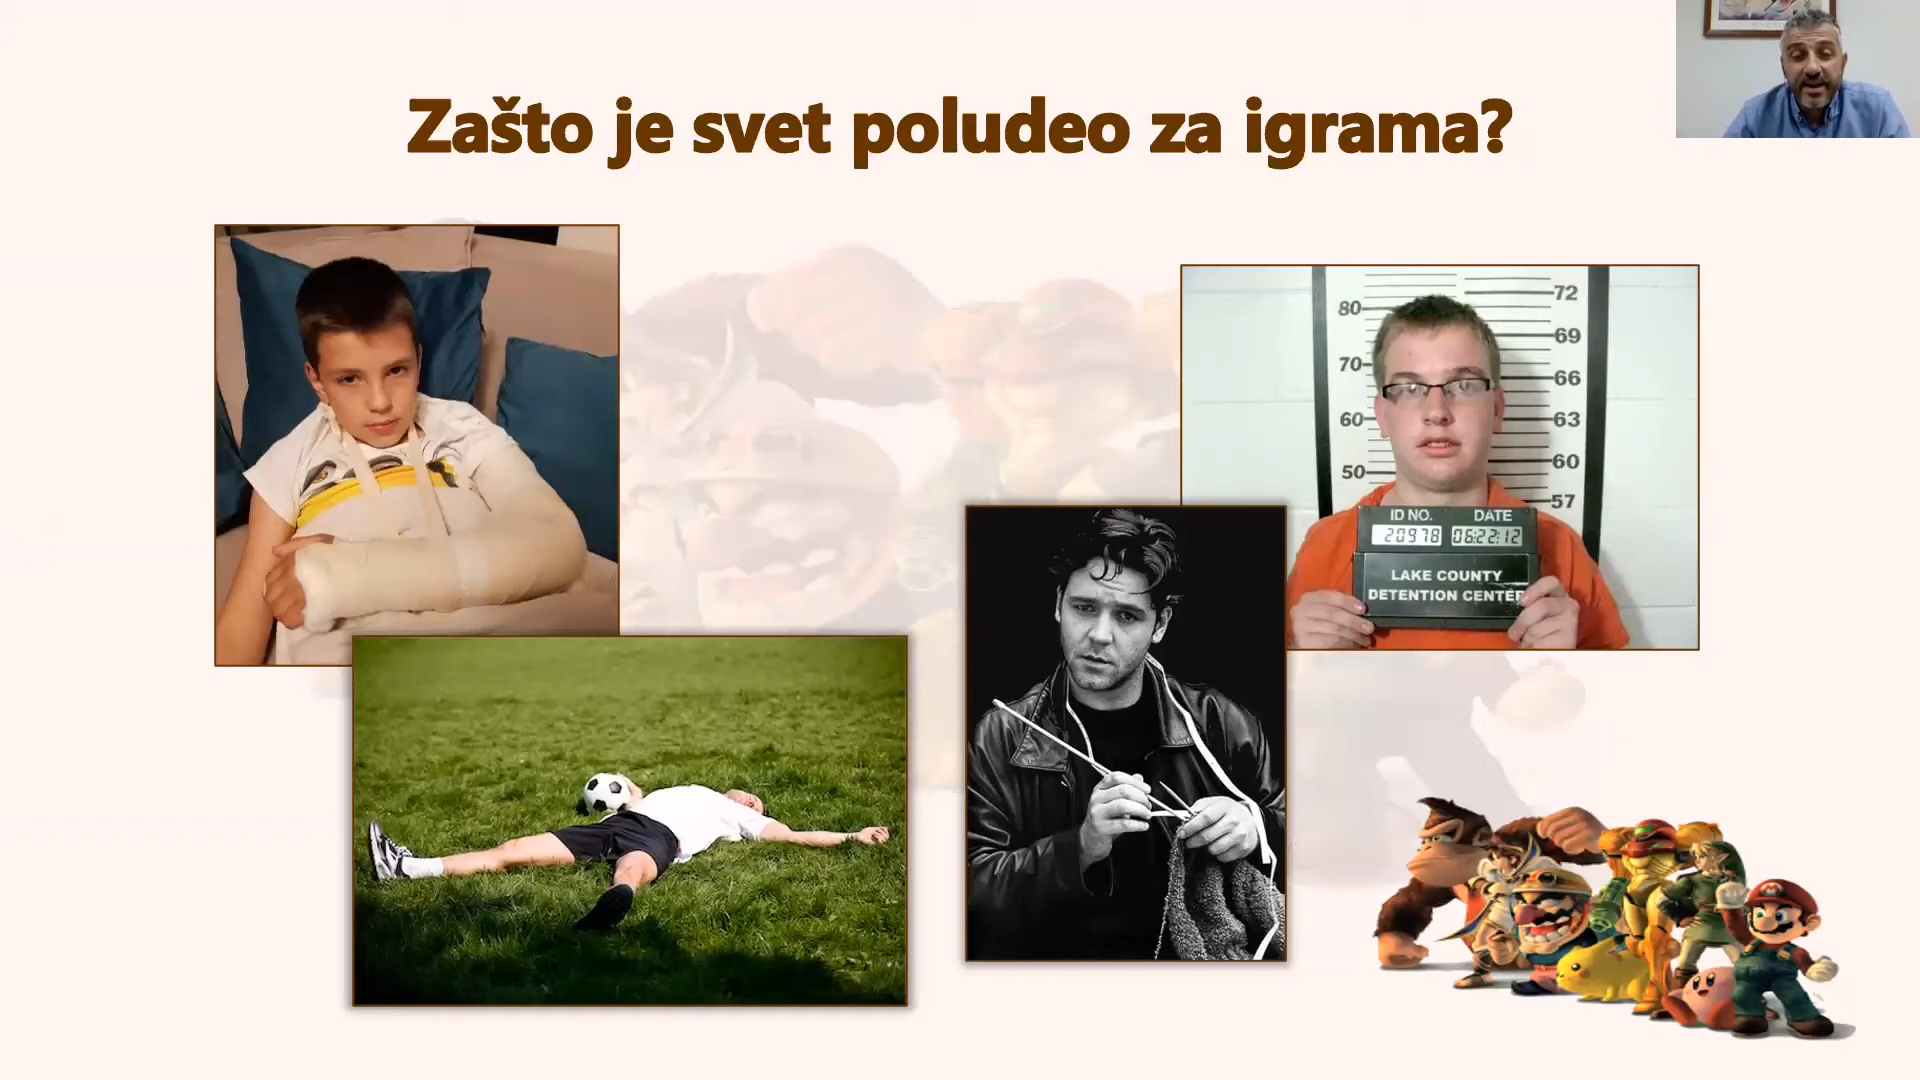 Zašto je svet poludeo za igrama?
80 72
69
70 66
60 63
50 60
57
ID NO. DATE
20978 06:22:12
LAKE COUNTY
DETENTION CENTER